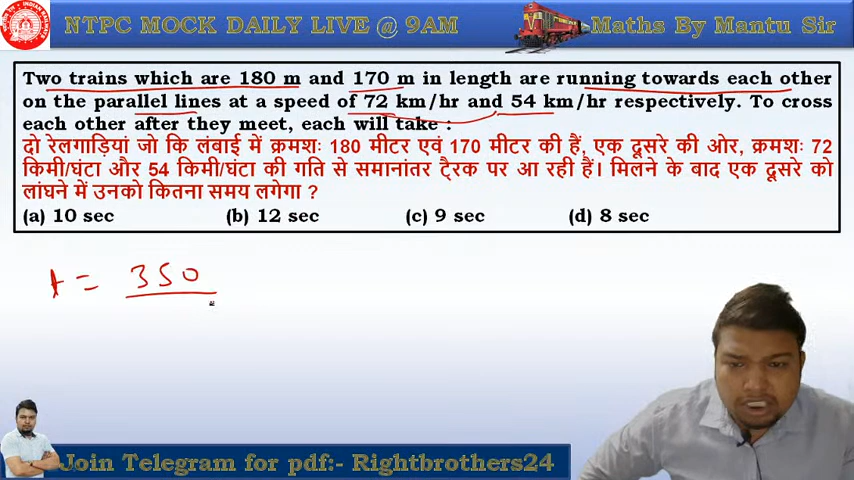 NTPC MOCK DAILY LIVE @ 9AM
Maths By Mantu Sir
Two trains which are 180 m and 170 m in length are running towards each other
on the parallel lines at a speed of 72 km/hr and 54 km/hr respectively. To cross
each other after they meet, each will take :
दो रेलगाड़ियां जो कि लंबाई में क्रमशः 180 मीटर एवं 170 मीटर की हैं, एक दूसरे की ओर, क्रमशः 72
किमी/घंटा और 54 किमी/घंटा की गति से समानांतर ट्रैक पर आ रही हैं। मिलने के बाद एक दूसरे को
लांघने में उनको कितना समय लगेगा ?
(a) 10 sec (b) 12 sec (c) 9 sec (d) 8 sec
t = 350
Join Telegram for pdf:- Rightbrothers24